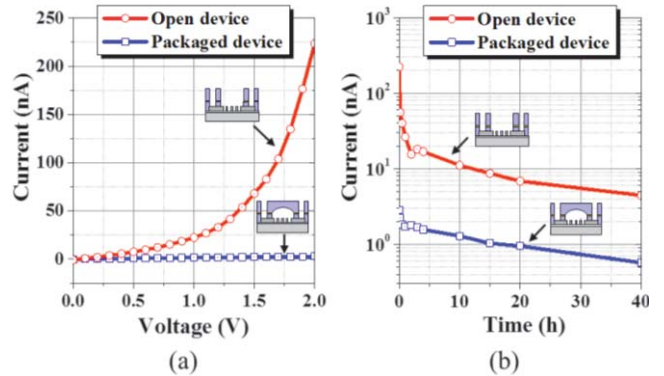 Open device
Packaged device
250
200
150
100
50
0
Current (nA)
0.0 0.5 1.0 1.5 2.0
Voltage (V)
(a)
Open device
Packaged device
10³
10²
10¹
10⁰
Current (nA)
0 10 20 30 40
Time (h)
(b)